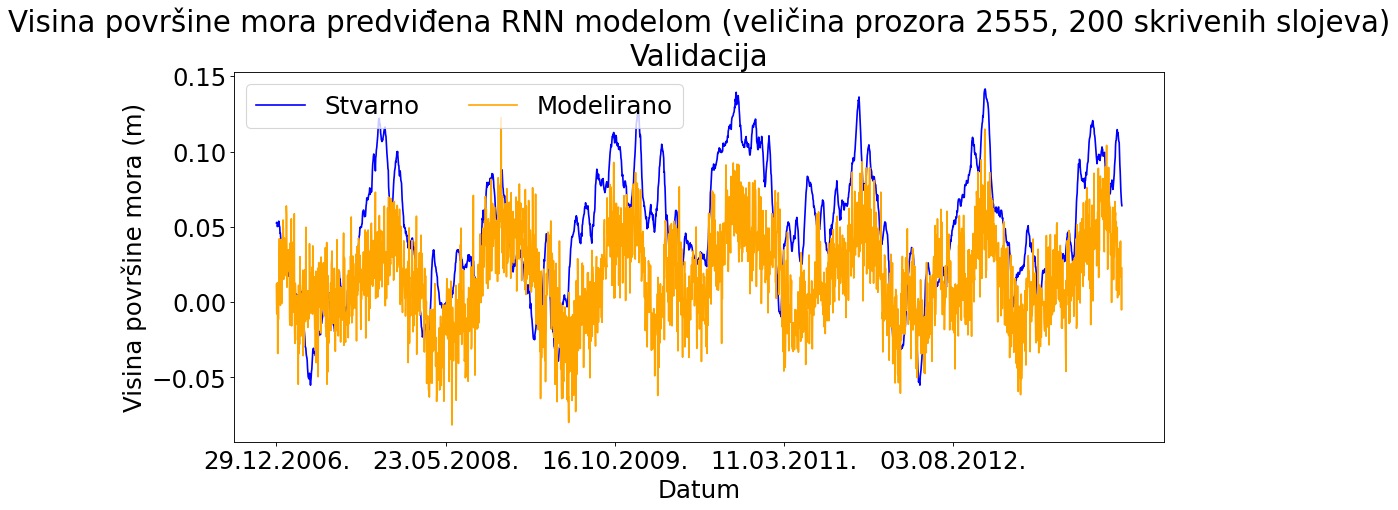 Visina površine mora predviđena RNN modelom (veličina prozora 2555, 200 skrivenih slojeva)
Validacija
Stvarno Modelirano
Visina površine mora (m)
0.15
0.10
0.05
0.00
−0.05
29.12.2006. 23.05.2008. 16.10.2009. 11.03.2011. 03.08.2012.
Datum